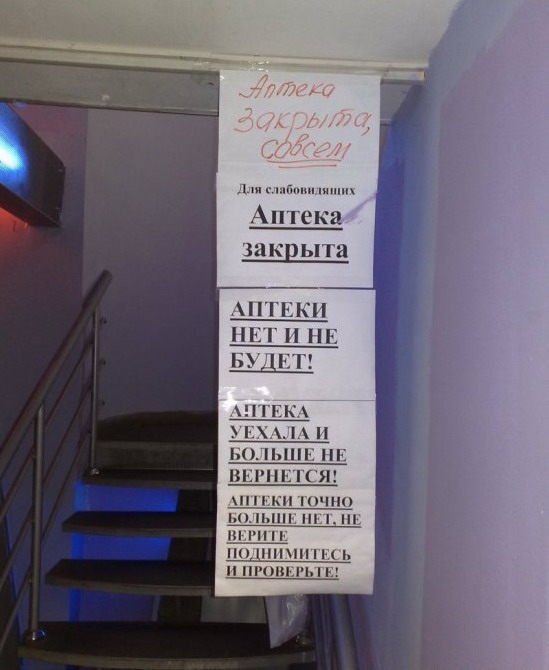 Аптека
Закрыта,
совсем
Для слабовидящих
Аптека
закрыта
АПТЕКИ
НЕТ И НЕ
БУДЕТ!
АПТЕКА
УЕХАЛА И
БОЛЬШЕ НЕ
ВЕРНЕТСЯ!
АПТЕКИ ТОЧНО
БОЛЬШЕ НЕТ, НЕ
ВЕРИТЕ
ПОДНИМИТЕСЬ
И ПРОВЕРЬТЕ!